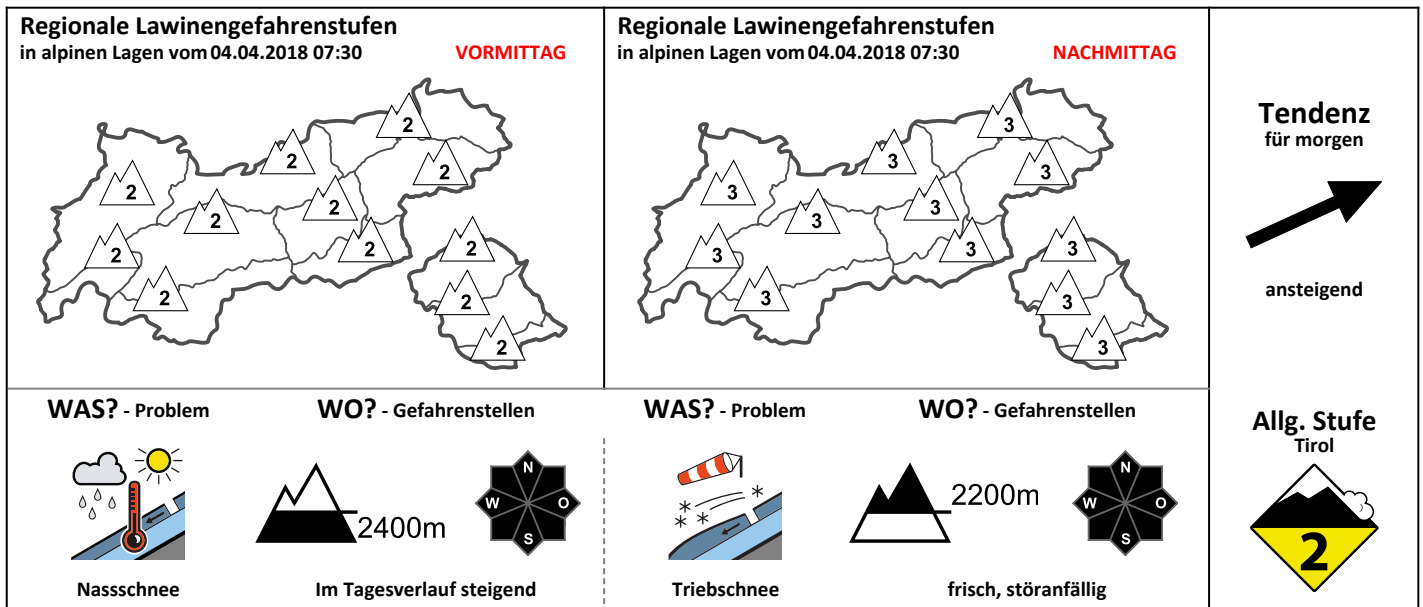 Regionale Lawinengefahrenstufen
in alpinen Lagen vom 04.04.2018 07:30 VORMITTAG
2
2
2
2
2
2
2
2
2
2
2
2
Regionale Lawinengefahrenstufen
in alpinen Lagen vom 04.04.2018 07:30 NACHMITTAG
3
3
3
3
3
3
3
3
3
3
3
3
Tendenz
für morgen
ansteigend
WAS? - Problem
WO? - Gefahrenstellen
N
W O
S
2400m
Nassschnee
Im Tagesverlauf steigend
WAS? - Problem
WO? - Gefahrenstellen
N
W O
S
2200m
Triebschnee
frisch, störanfällig
Allg. Stufe
Tirol
2